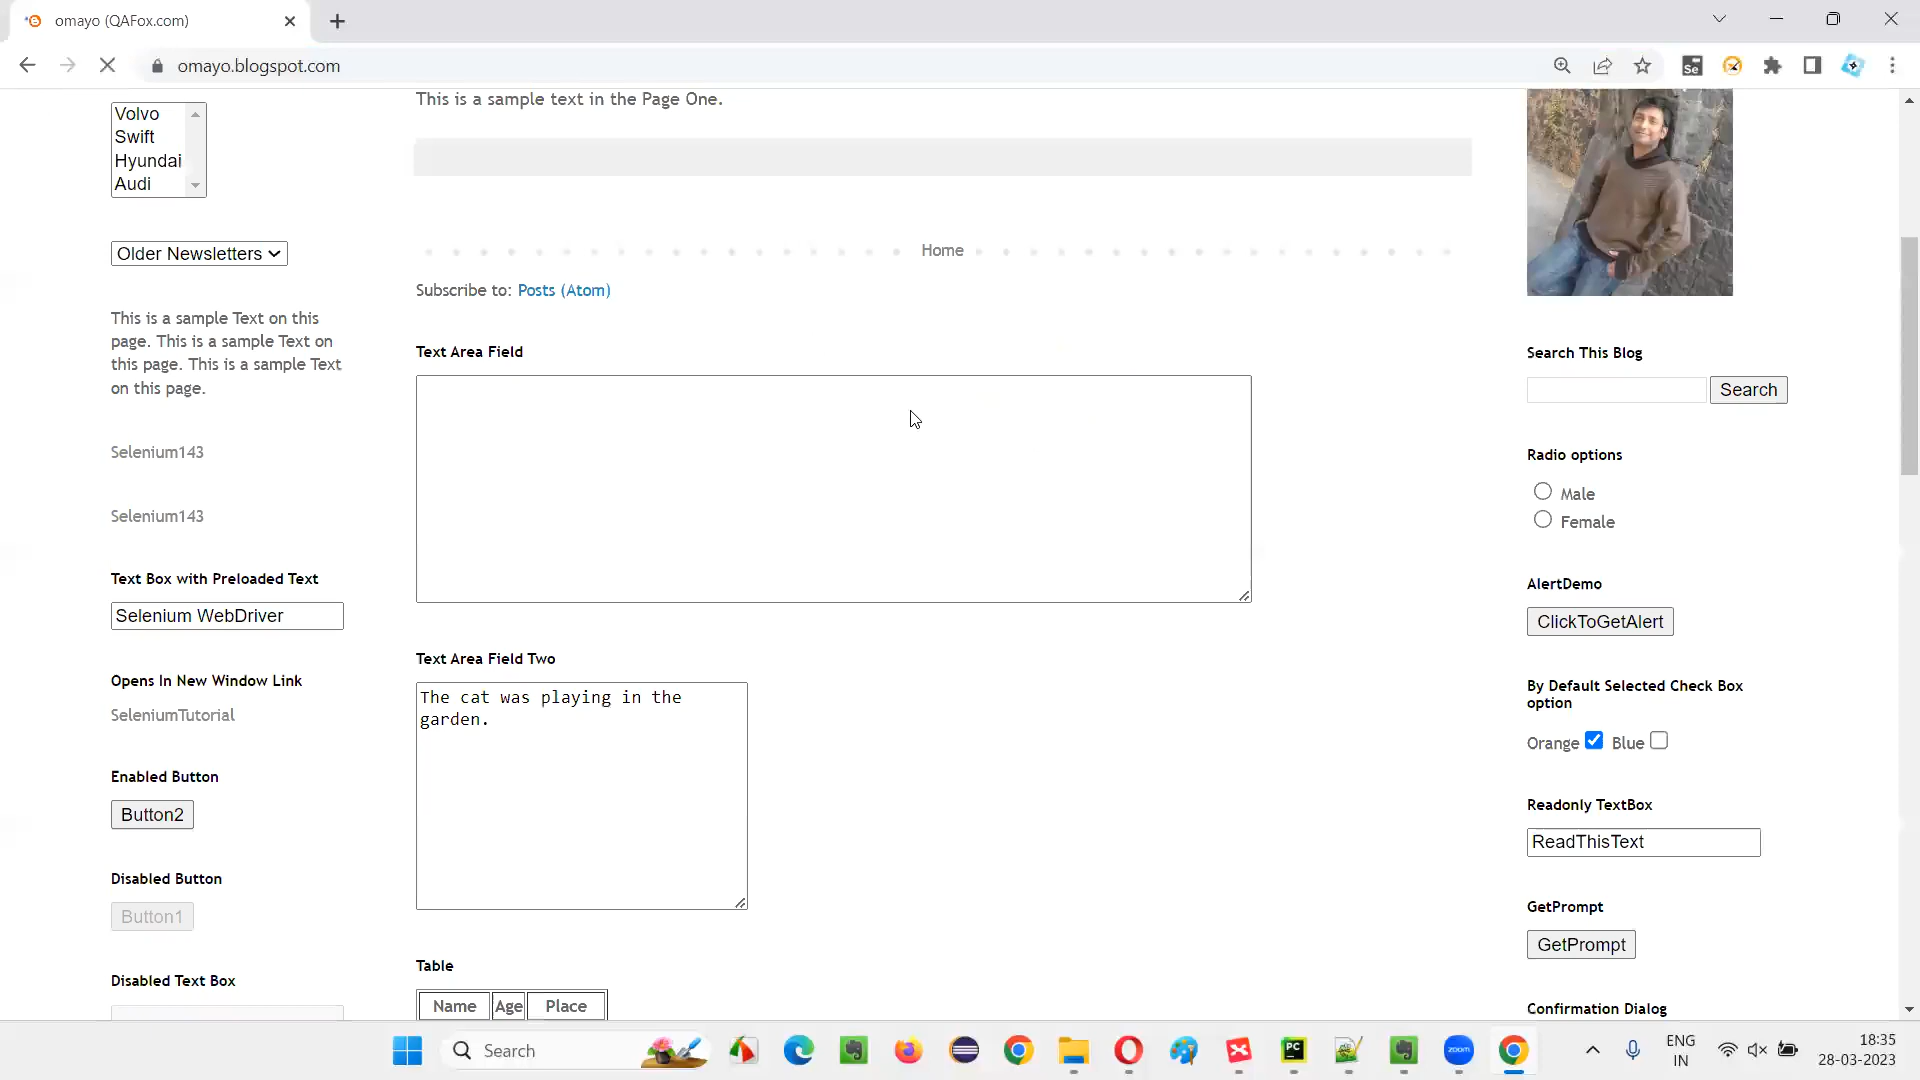 omayo (QAFox.com)
omayo.blogspot.com
Volvo
Swift
Hyundai
Audi
Older Newsletters
This is a sample Text on this
page. This is a sample Text on
this page. This is a sample Text
on this page.
Selenium143
Selenium143
Text Box with Preloaded Text
Selenium WebDriver
Opens In New Window Link
SeleniumTutorial
Enabled Button
Button2
Disabled Button
Button1
Disabled Text Box
This is a sample text in the Page One.
Home
Subscribe to: Posts (Atom)
Text Area Field
Text Area Field Two
The cat was playing in the
garden.
Table
Name Age Place
Search This Blog
Search
Radio options
Male
Female
AlertDemo
ClickToGetAlert
By Default Selected Check Box
option
Orange Blue
Readonly TextBox
ReadThisText
GetPrompt
GetPrompt
Confirmation Dialog
Search
Se
PC
zoom
ENG
IN
18:35
28-03-2023